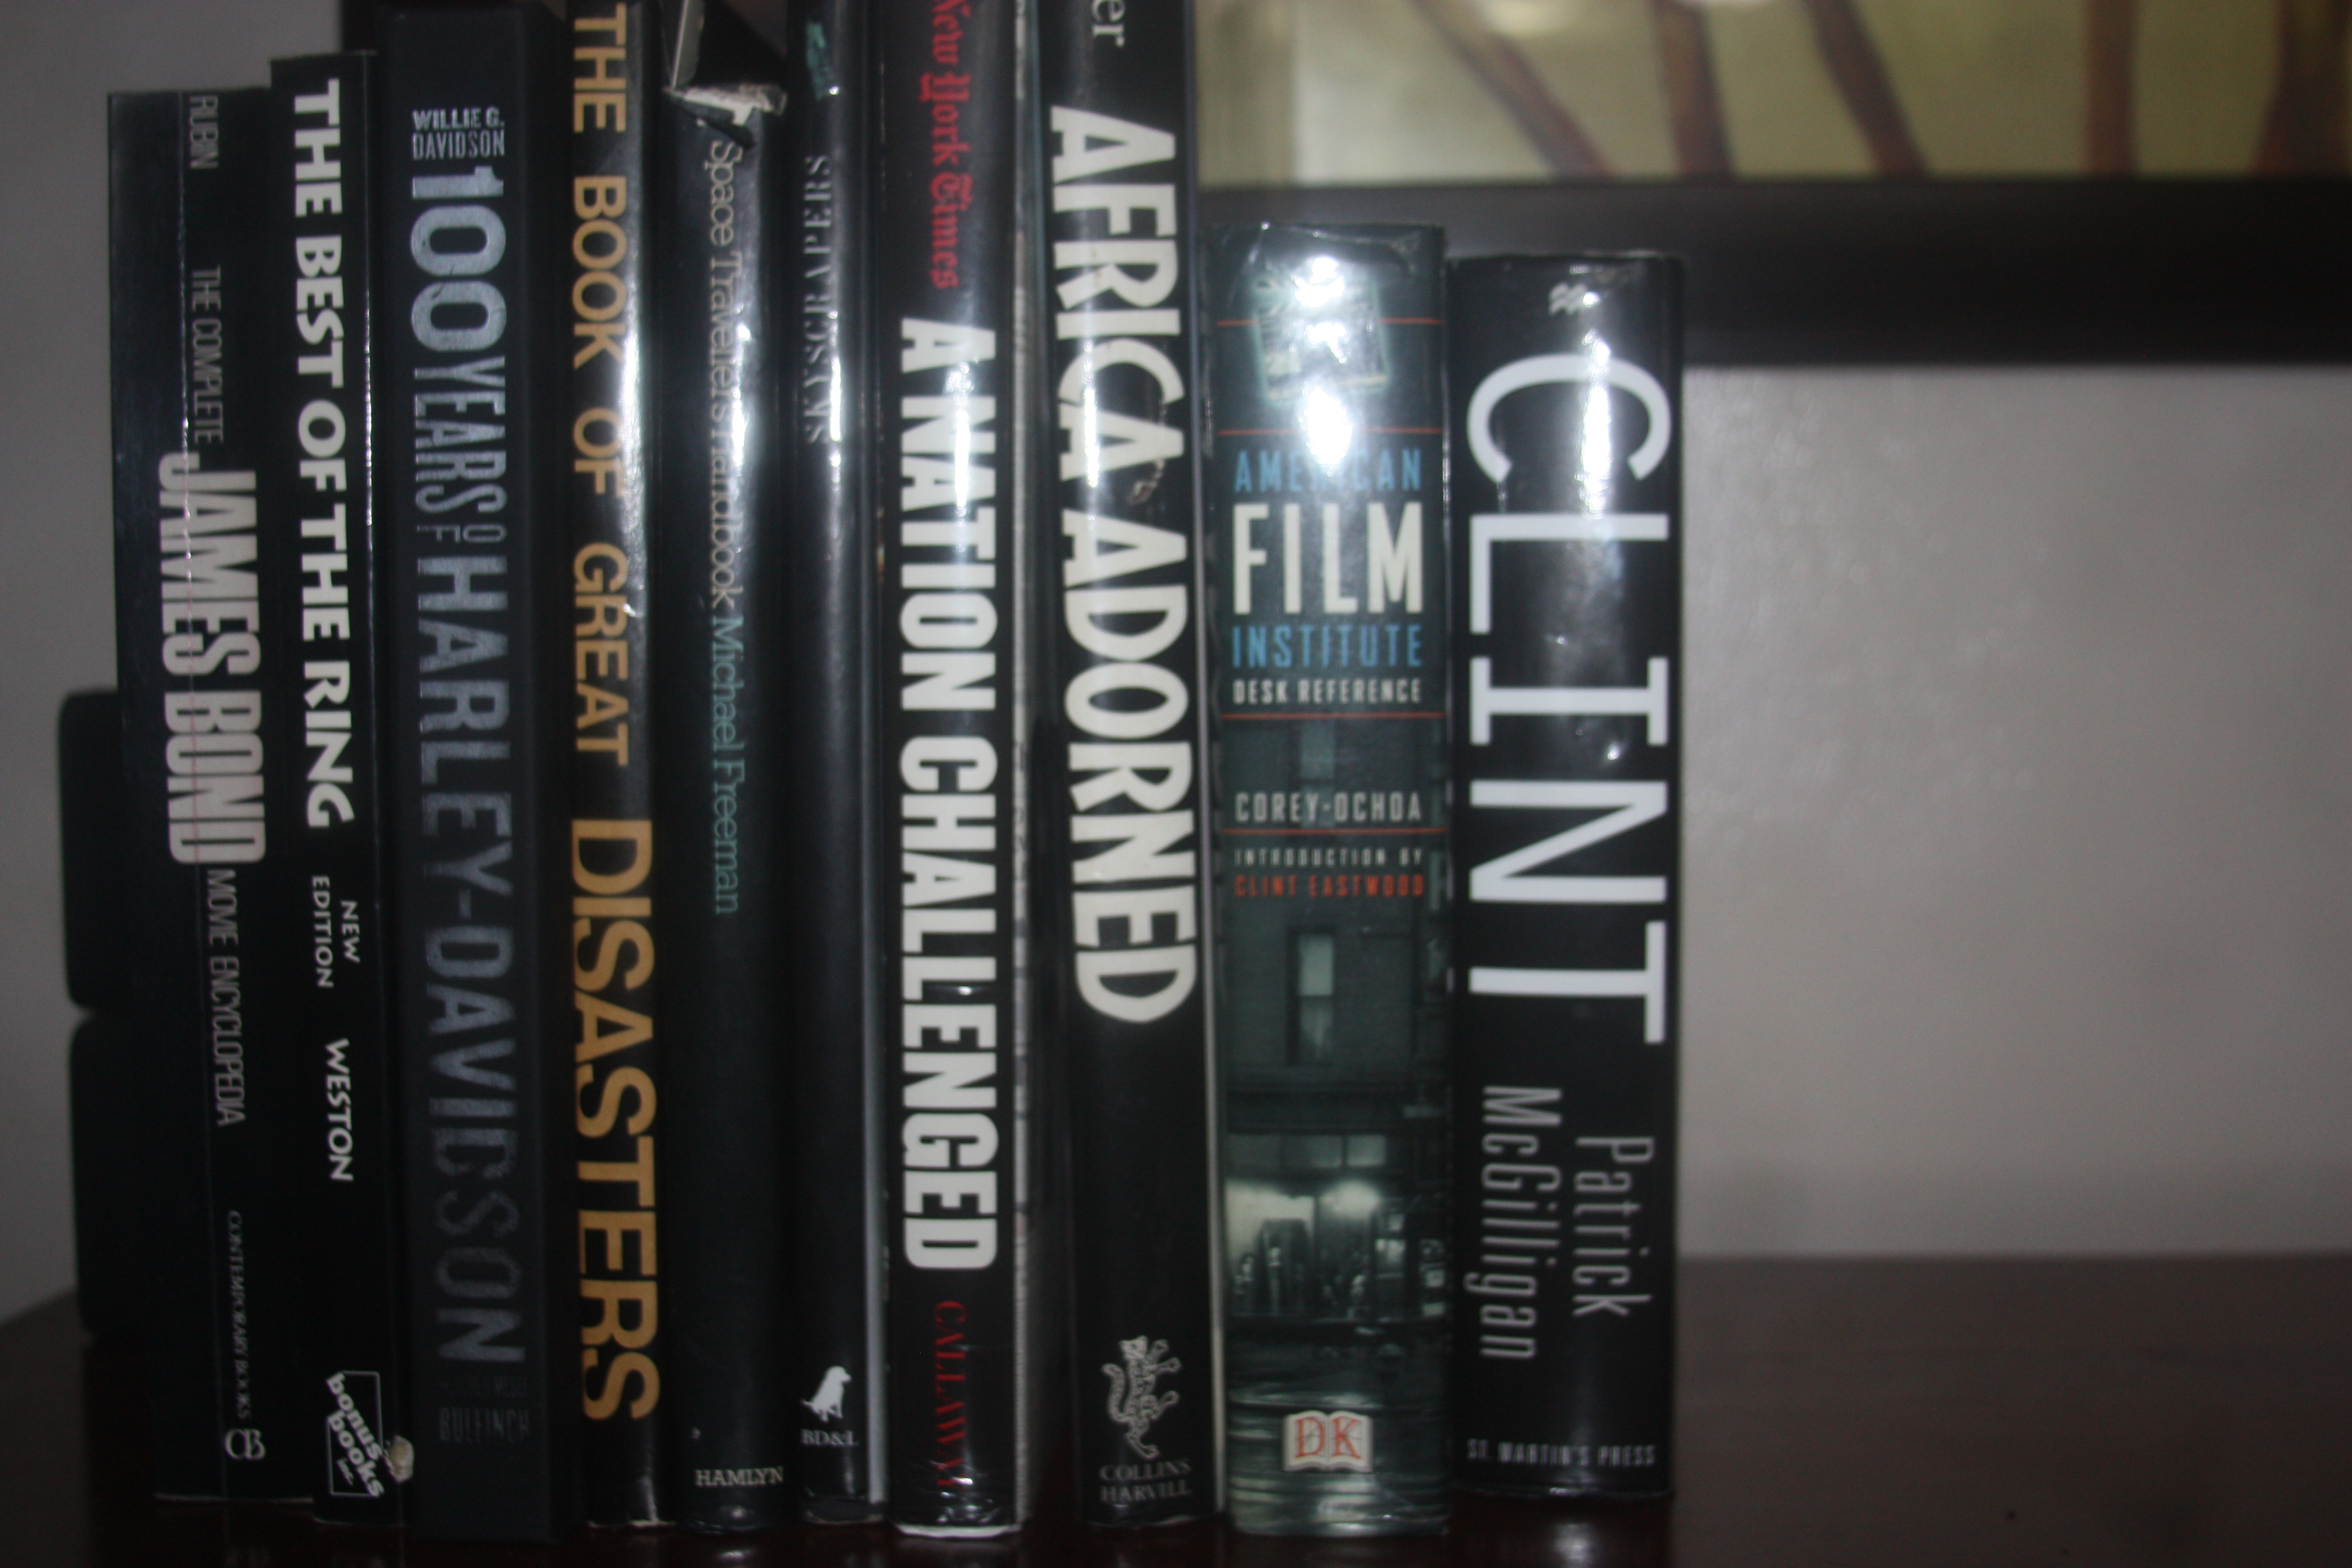 RUBIN THE COMPLETE JAMES BOND MOVIE ENCYCLOPEDIA CONTEMPORARY BOOKS
CB
THE BEST OF THE RING
NEW
EDITION
WESTON
bonus
books
WILLIE G.
DAVIDSON
100 YEARS OF HARLEY-DAVIDSON
BULFINCH
THE BOOK OF GREAT DISASTERS
Space Traveller's Handbook Michael Freeman
HAMLYN
SKYSCRAPERS
BD&L
New York Times
A NATION CHALLENGED
CALLAWAY
er
AFRICA ADORNED
COLLINS
HARVILL
AMERICAN
FILM
INSTITUTE
DESK REFERENCE
COREY-OCHOA
INTRODUCTION BY
CLINT EASTWOOD
DK
CLINT
Patrick
McGilligan
ST. MARTIN'S PRESS